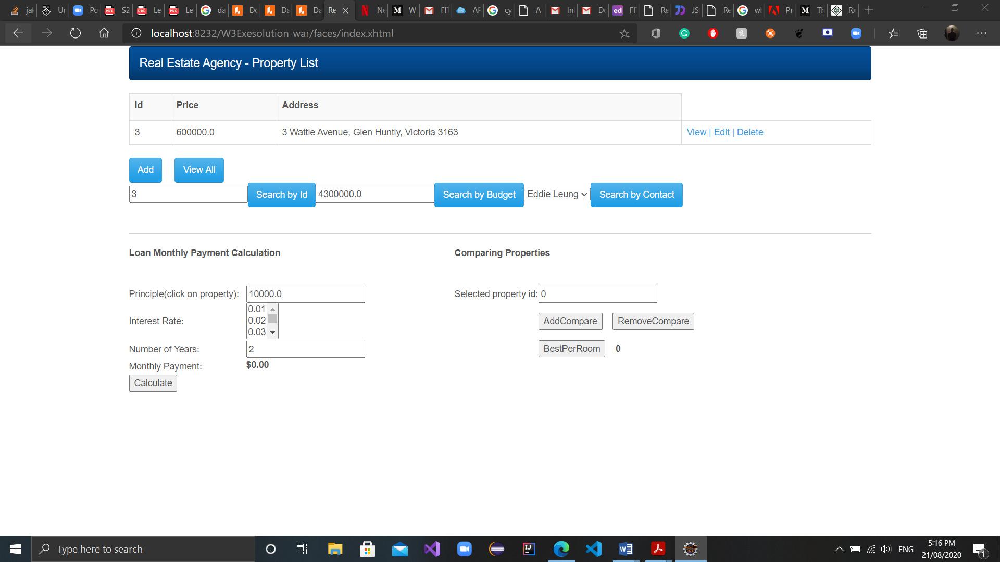 jal Ur Po S2 Le Le da Do Da Da Re Ne W FI AF cy A In Do FI Re JS Re wl Pr Th Rx
localhost:8232/W3Exesolution-war/faces/index.xhtml
Real Estate Agency - Property List
Id Price Address
3 600000.0 3 Wattle Avenue, Glen Huntly, Victoria 3163 View | Edit | Delete
Add View All
3 Search by Id 4300000.0 Search by Budget Eddie Leung Search by Contact
Loan Monthly Payment Calculation
Comparing Properties
Principle(click on property): 10000.0
Selected property id: 0
0.01
Interest Rate: 0.02
0.03
AddCompare RemoveCompare
Number of Years: 2
BestPerRoom 0
Monthly Payment: $0.00
Calculate
Type here to search
ENG
5:16 PM
21/08/2020
1